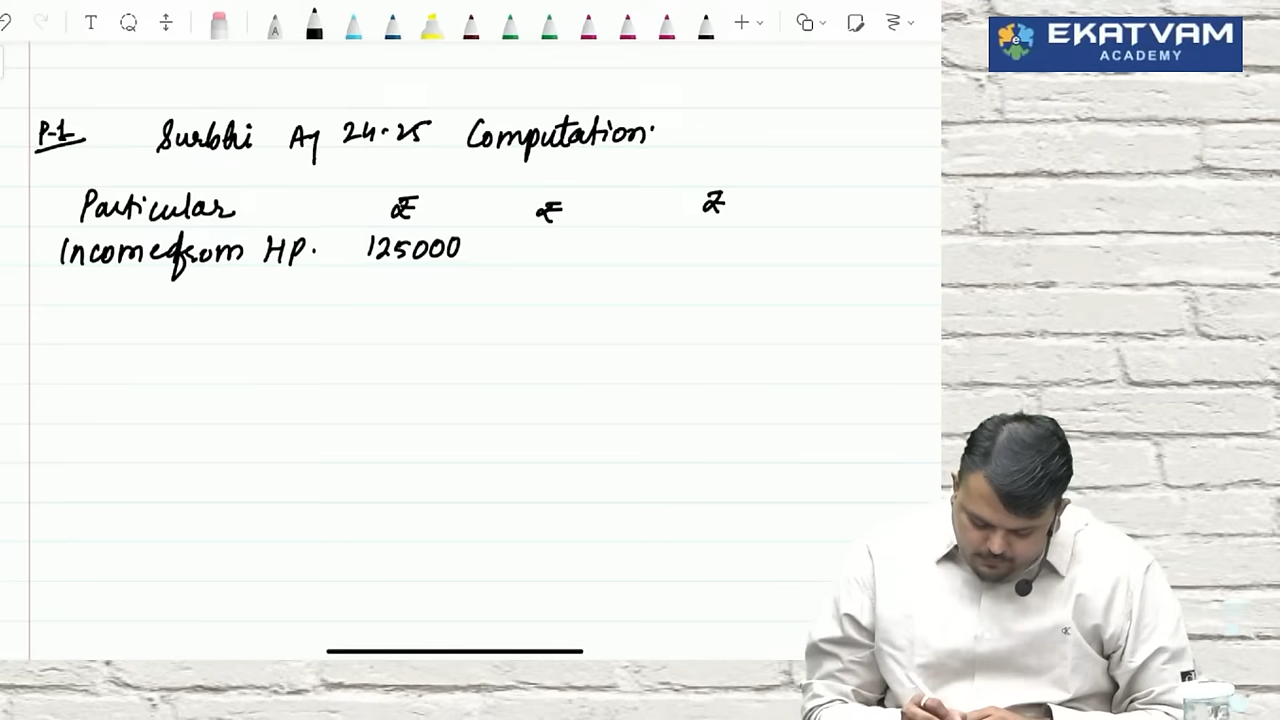 EKATVAM
ACADEMY
P-1 Surbhi Ay 24.25 Computation.
Particular ₹ ₹ ₹
Income from HP. 125000